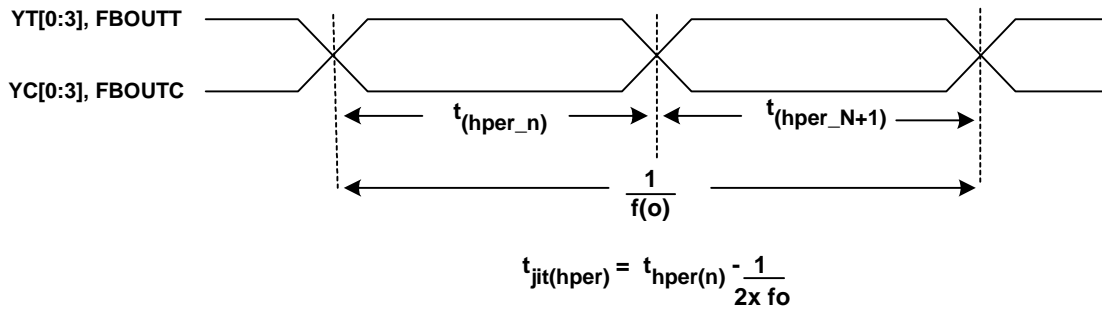 YT[0:3], FBOUTT
YC[0:3], FBOUTC
t(hper_n)
t(hper_N+1)
1
f(o)
tjit(hper) = thper(n) - 1
2x fo